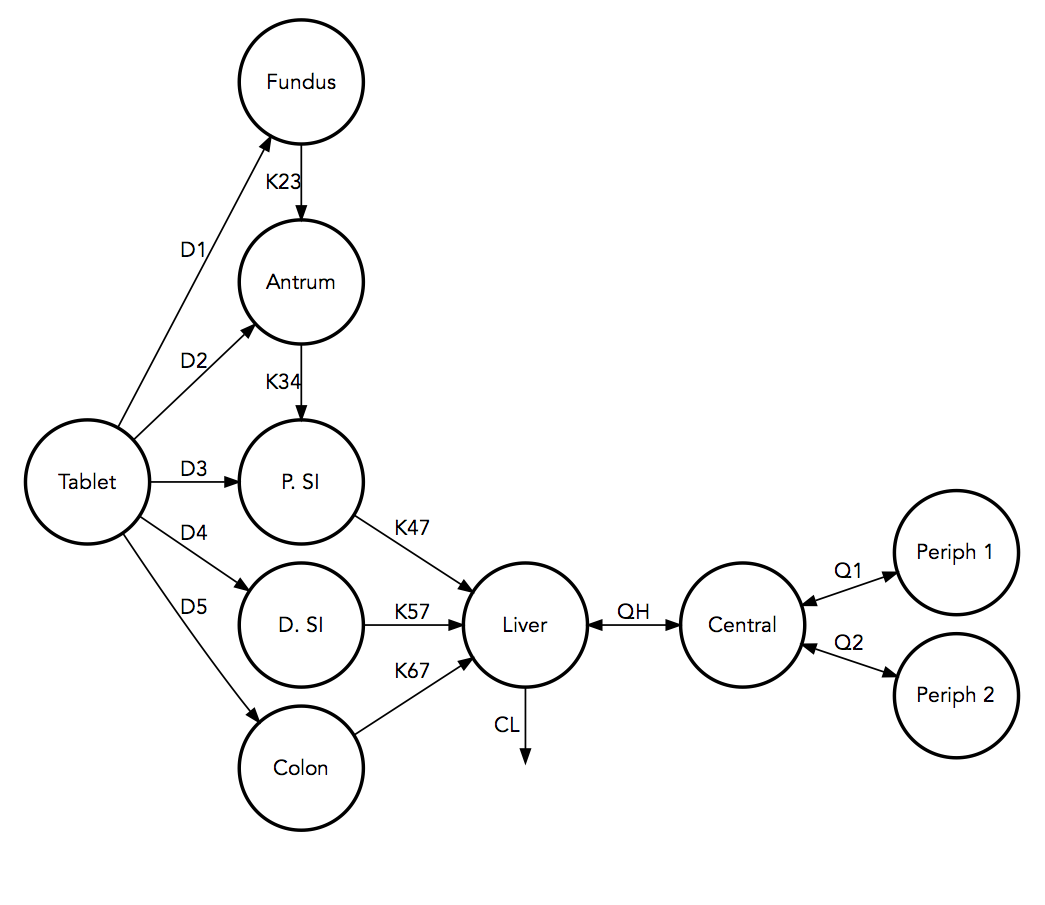 Fundus
K23
D1
Antrum
D2
K34
D3
Tablet
P. SI
D4
K47
Periph 1
Q1
D5
K57
QH
D. SI
Liver
Central
Q2
K67
Periph 2
CL
Colon